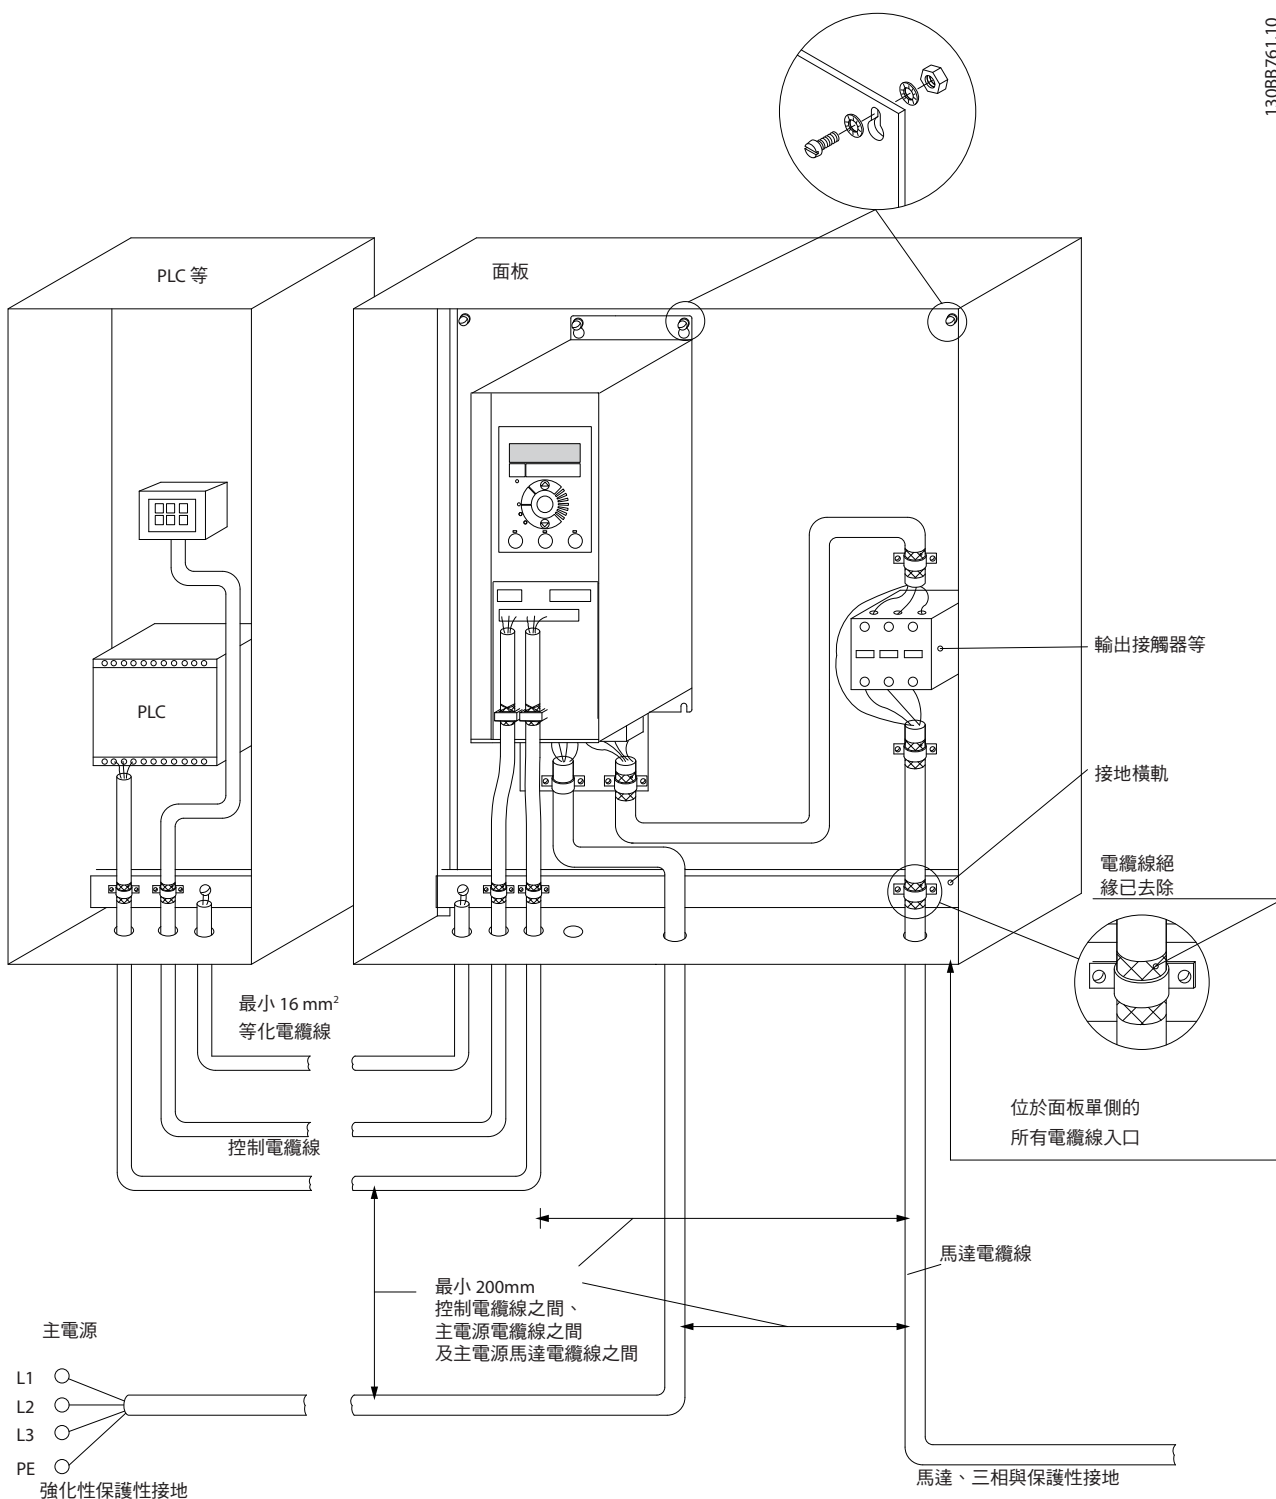 130BB761.10
PLC 等
面板
PLC
輸出接觸器等
接地橫軌
電纜線絕
緣已去除
最小 16 mm²
等化電纜線
控制電纜線
位於面板單側的
所有電纜線入口
馬達電纜線
最小 200mm
控制電纜線之間、
主電源電纜線之間
及主電源馬達電纜線之間
主電源
L1
L2
L3
PE
強化性保護性接地
馬達、三相與保護性接地